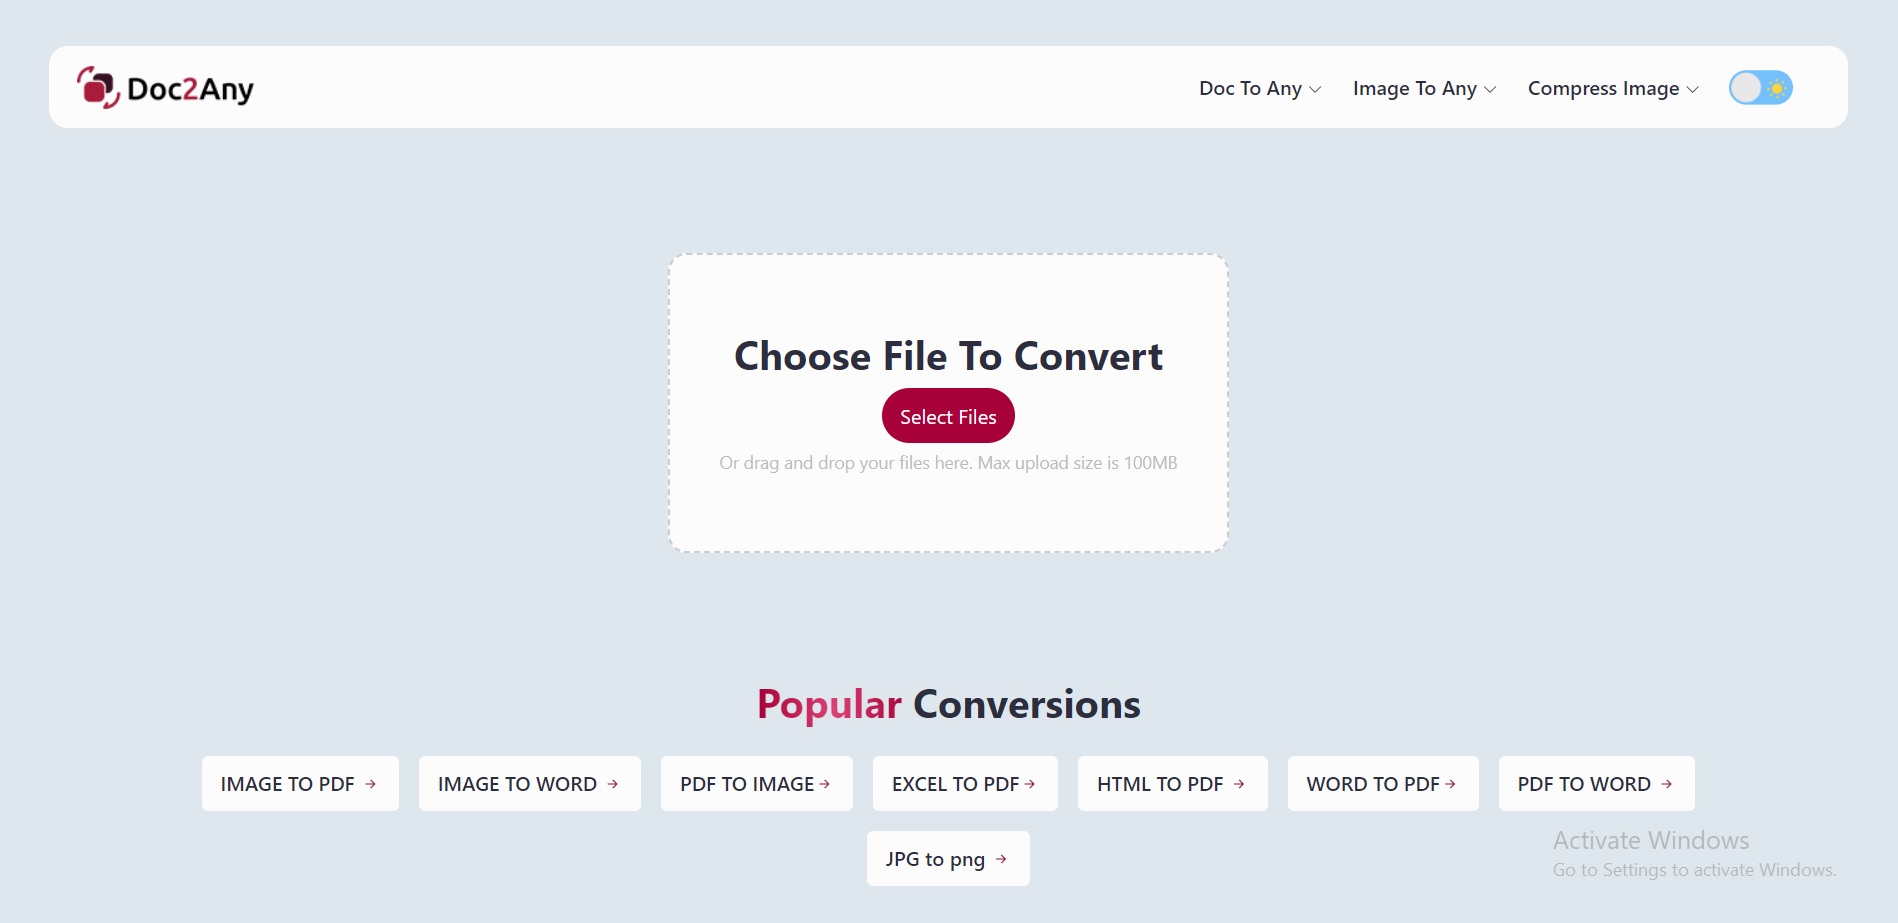 Doc2Any
Doc To Any
Image To Any
Compress Image
Choose File To Convert
Select Files
Or drag and drop your files here. Max upload size is 100MB
Popular Conversions
IMAGE TO PDF
IMAGE TO WORD
PDF TO IMAGE
EXCEL TO PDF
HTML TO PDF
WORD TO PDF
PDF TO WORD
JPG to png
Activate Windows
Go to Settings to activate Windows.